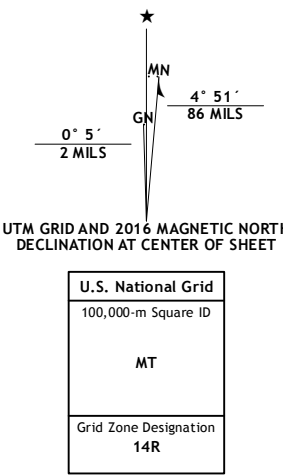 ★
MN
GN
4° 51´
86 MILS
0° 5´
2 MILS
UTM GRID AND 2016 MAGNETIC NORTH
DECLINATION AT CENTER OF SHEET
U.S. National Grid
100,000-m Square ID
MT
Grid Zone Designation
14R